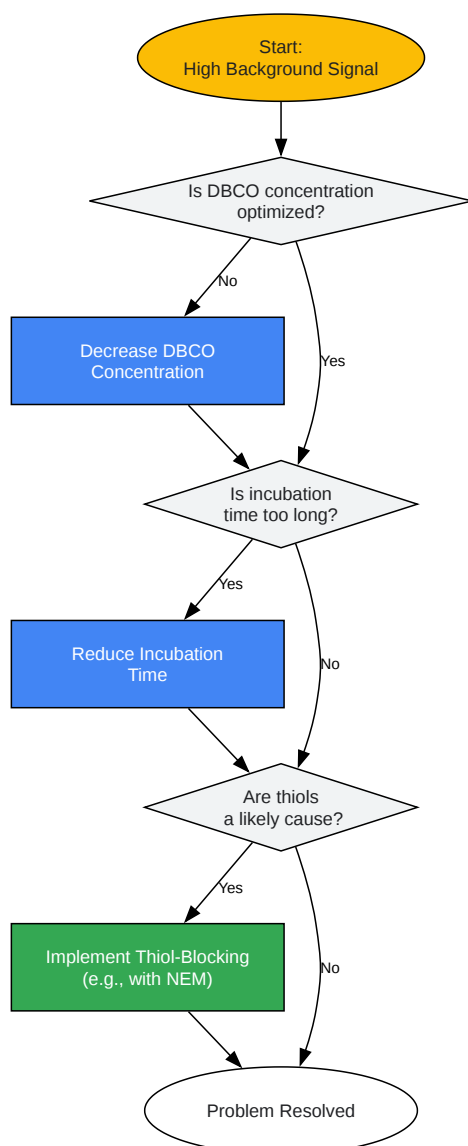 Start:
High Background Signal
Is DBCO concentration
optimized?
No
Decrease DBCO
Concentration
Yes
Is incubation
time too long?
Yes
Reduce Incubation
Time
No
Are thiols
a likely cause?
Yes
Implement Thiol-Blocking
(e.g., with NEM)
No
Problem Resolved